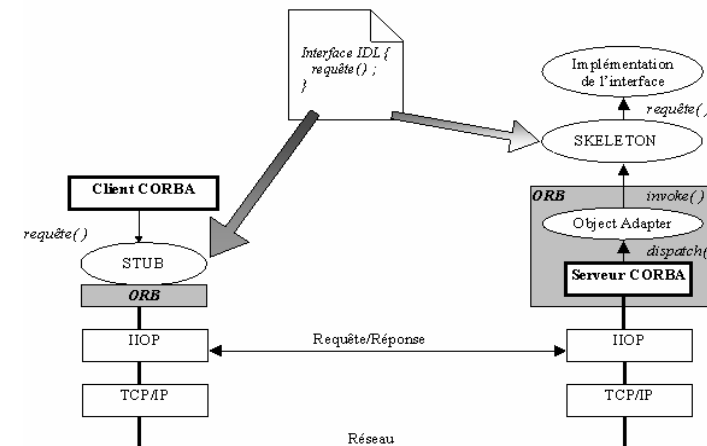 Interface IDL {
requête() ;
}
Implémentation
de l'interface
requête()
SKELETON
Client CORBA
ORB
invoke()
requête()
Object Adapter
STUB
dispatch(
ORB
Serveur CORBA
IIOP
Requête/Réponse
IIOP
TCP/IP
TCP/IP
Réseau